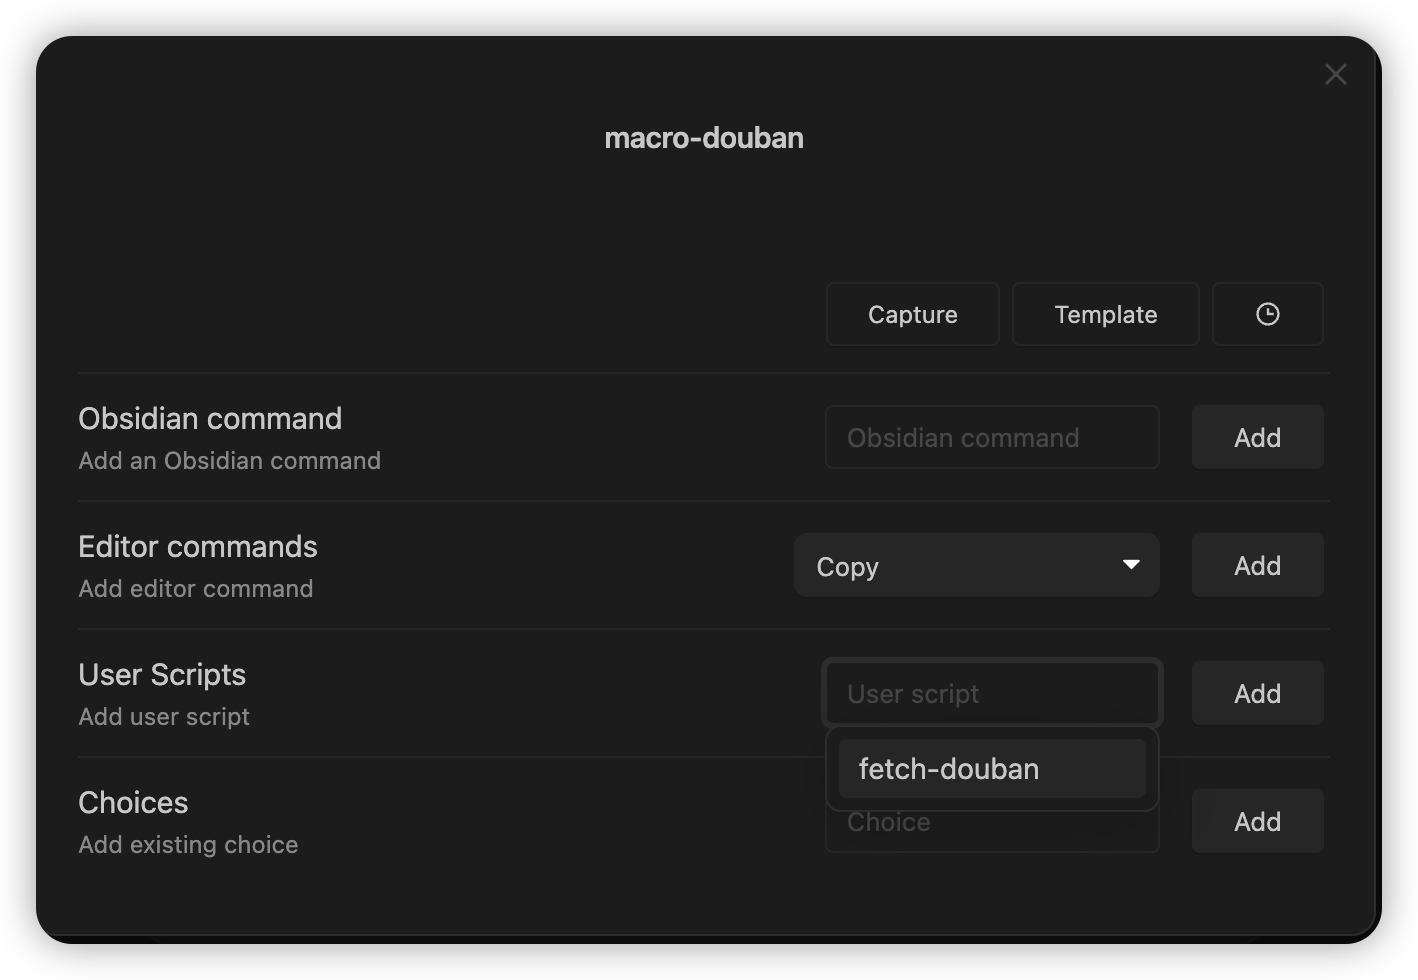 macro-douban
Capture Template
Obsidian command
Add an Obsidian command
Obsidian command Add
Editor commands
Add editor command
Copy Add
User Scripts
Add user script
User script Add
fetch-douban
Choices
Add existing choice
Choice Add